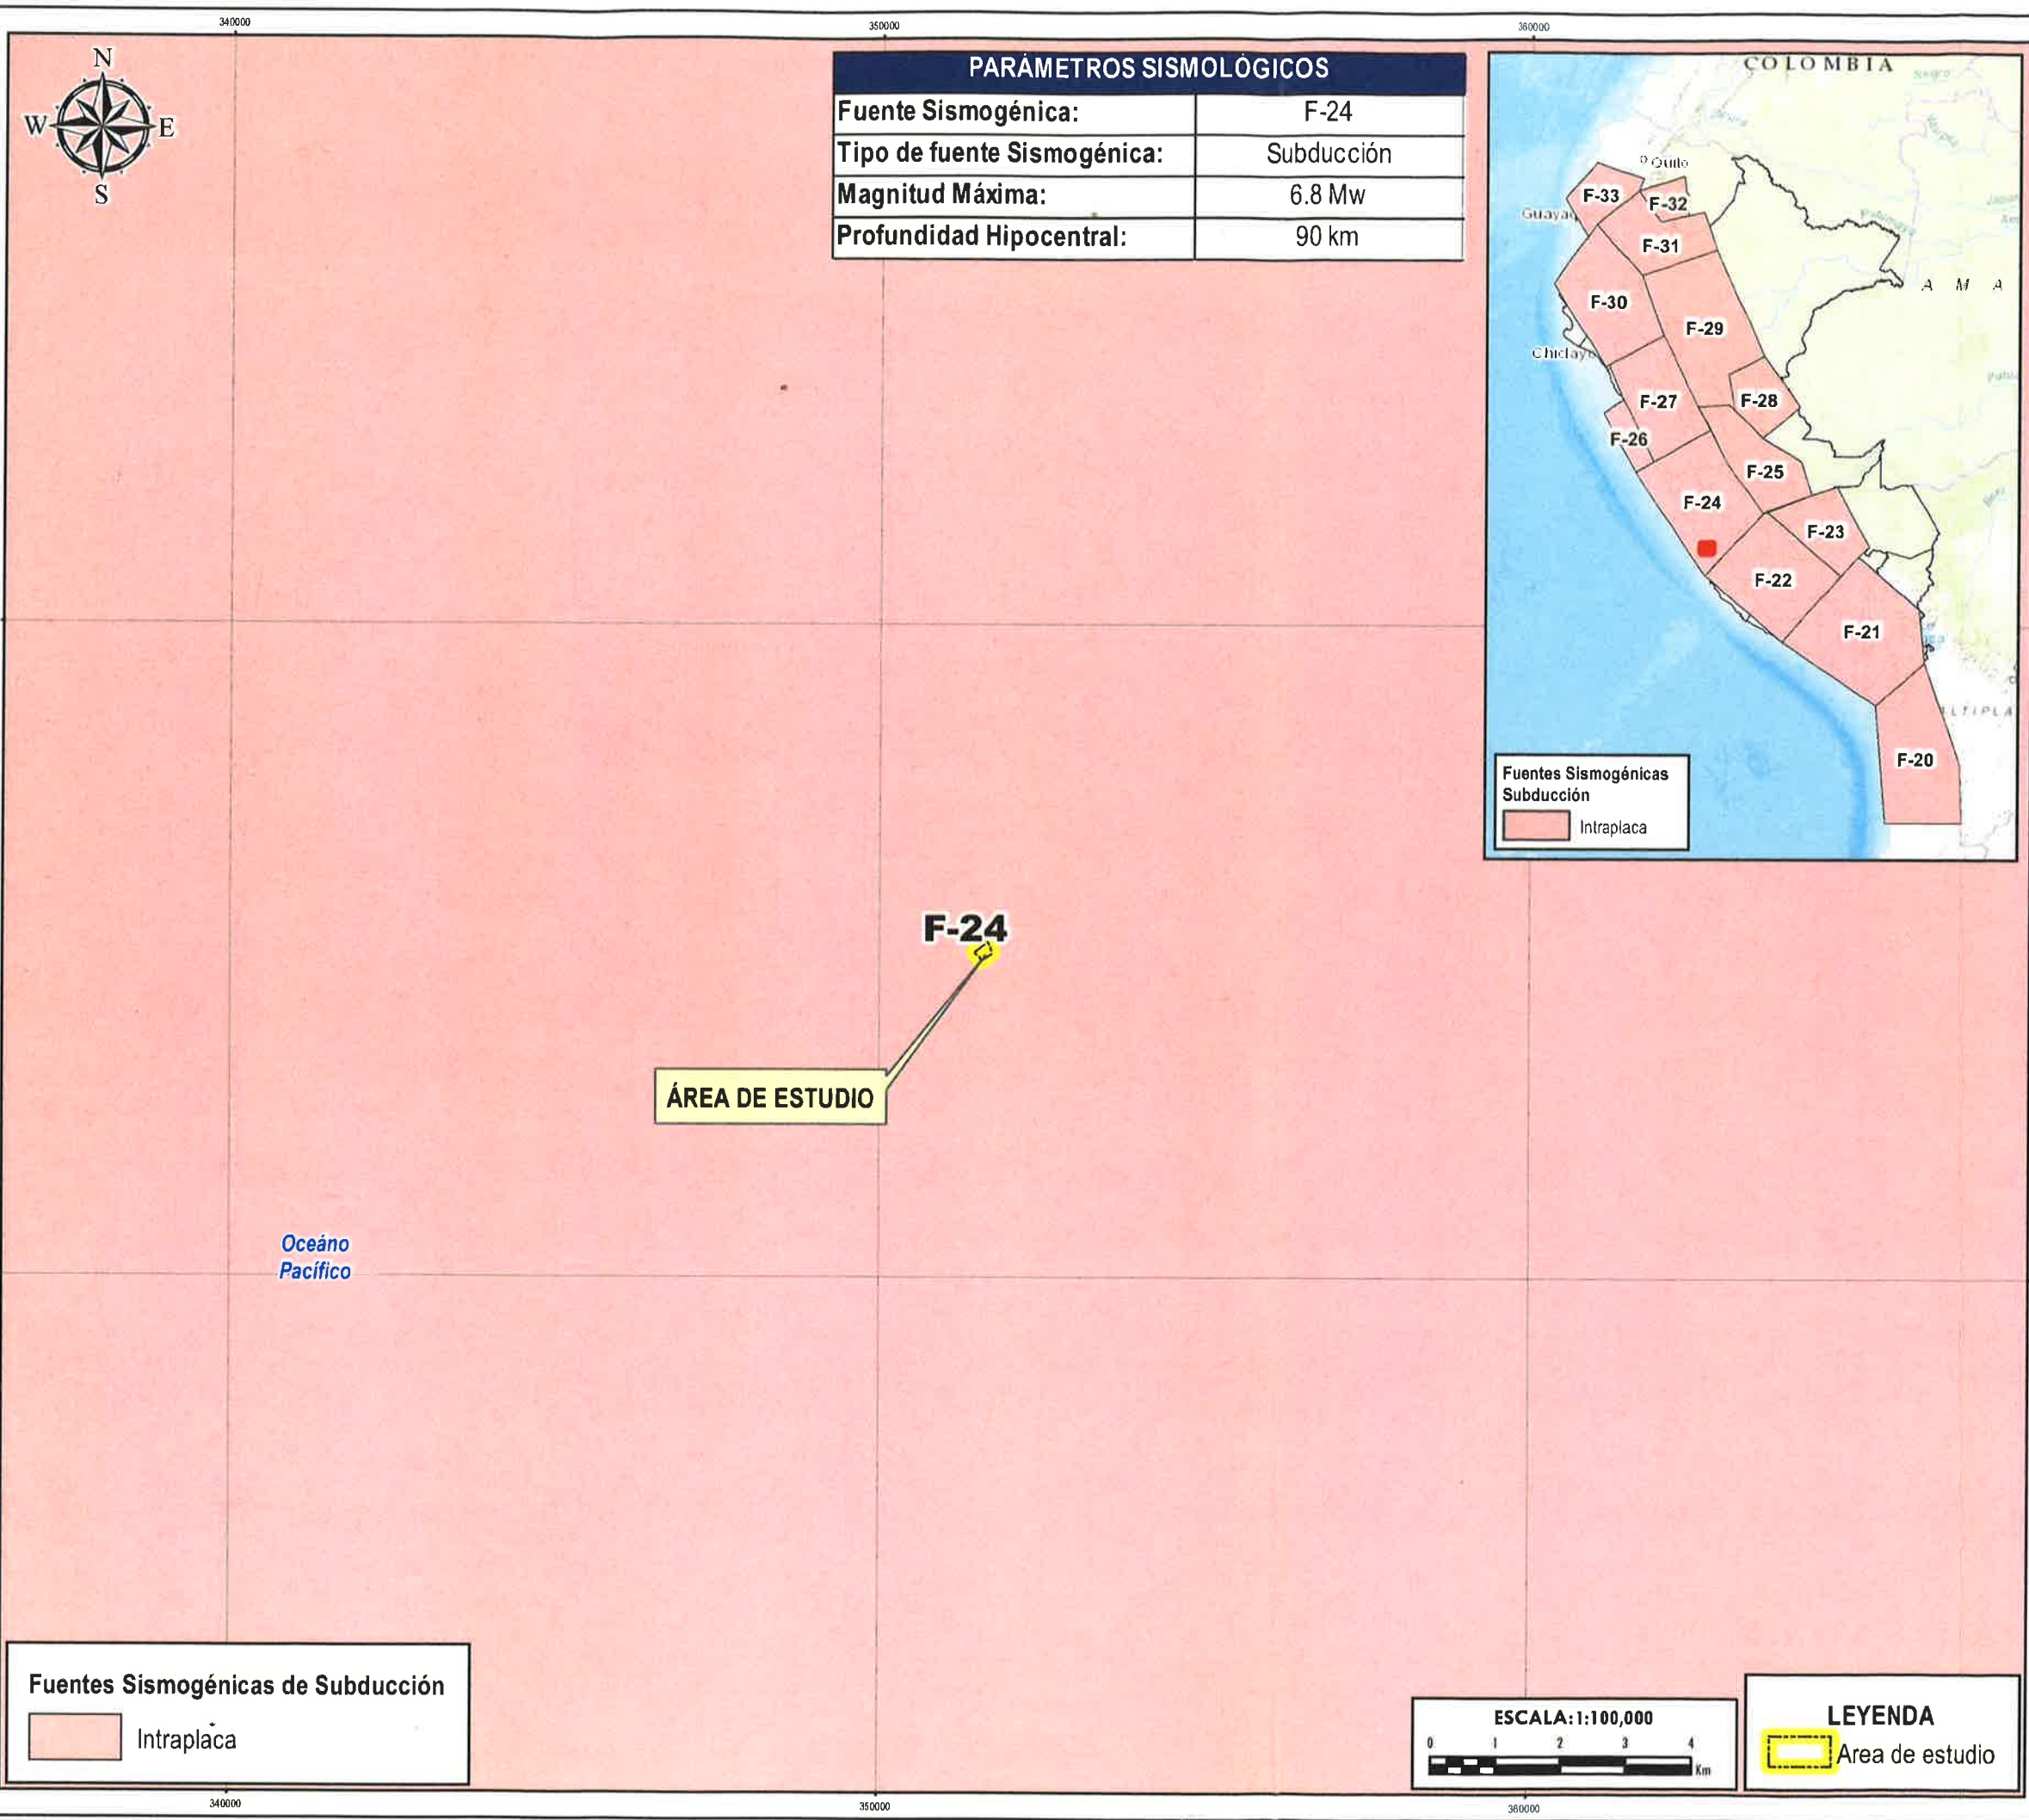 340000
350000
360000
N
W
E
S
PARÁMETROS SISMOLÓGICOS
Fuente Sismogénica: F-24
Tipo de fuente Sismogénica: Subducción
Magnitud Máxima: 6.8 Mw
Profundidad Hipocentral: 90 km
COLOMBIA
Quito
F-33
F-32
Guayaq
F-31
A M A
F-30
F-29
Chiclayo
F-27
F-28
F-26
F-25
F-24
F-23
F-22
F-21
LTIPLA
F-20
Fuentes Sismogénicas
Subducción
Intraplaca
F-24
ÁREA DE ESTUDIO
Oceáno
Pacífico
Fuentes Sismogénicas de Subducción
Intraplaca
ESCALA:1:100,000
0 1 2 3 4
Km
LEYENDA
Area de estudio
340000
350000
360000